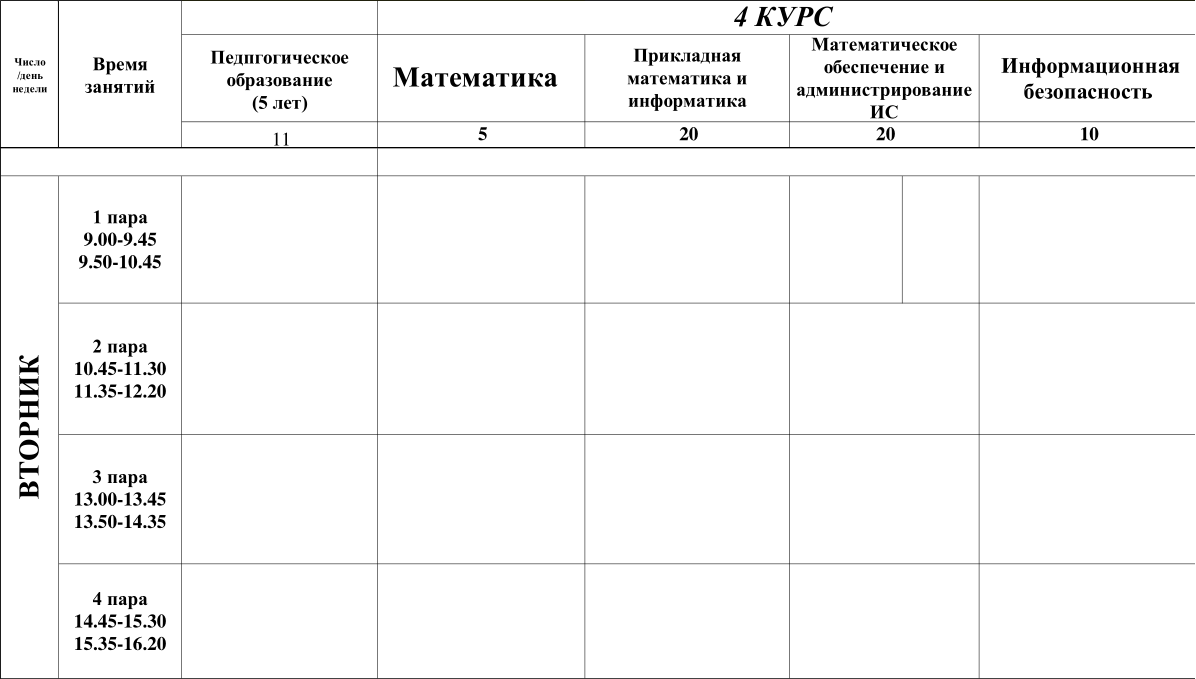 4 КУРС
Число
/день
недели
Время
занятий
Педпгогическое
образование
(5 лет)
Математика
Прикладная
математика и
информатика
Математическое
обеспечение и
администрирование
ИС
Информационная
безопасность
11
5
20
20
10
ВТОРНИК
1 пара
9.00-9.45
9.50-10.45
2 пара
10.45-11.30
11.35-12.20
3 пара
13.00-13.45
13.50-14.35
4 пара
14.45-15.30
15.35-16.20